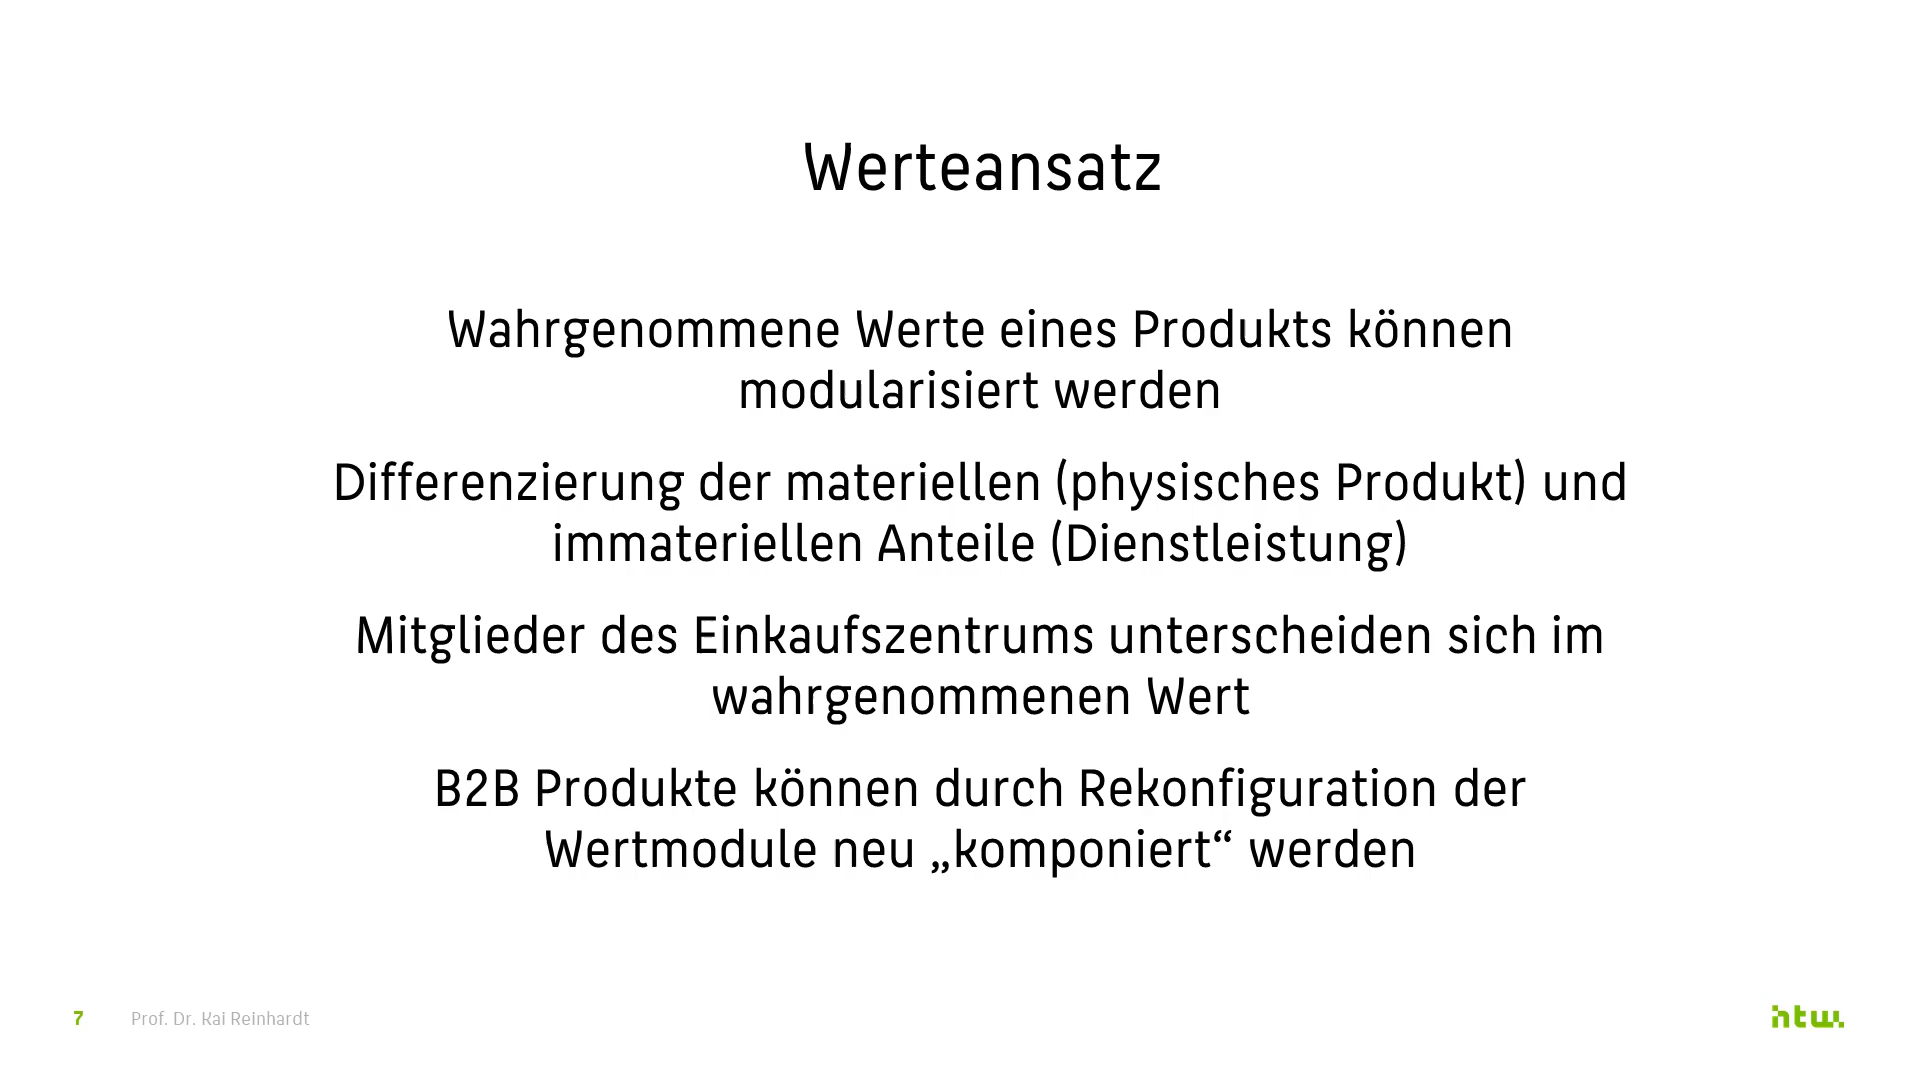 Werteansatz
Wahrgenommene Werte eines Produkts können
modularisiert werden
Differenzierung der materiellen (physisches Produkt) und
immateriellen Anteile (Dienstleistung)
Mitglieder des Einkaufszentrums unterscheiden sich im
wahrgenommenen Wert
B2B Produkte können durch Rekonfiguration der
Wertmodule neu „komponiert“ werden
7 Prof. Dr. Kai Reinhardt
htw.